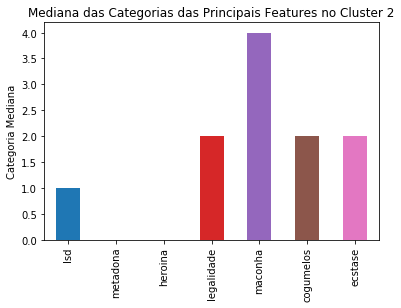 Mediana das Categorias das Principais Features no Cluster 2
Categoria Mediana
4.0
3.5
3.0
2.5
2.0
1.5
1.0
0.5
0.0
lsd
metadona
heroina
legalidade
maconha
cogumelos
ecstase